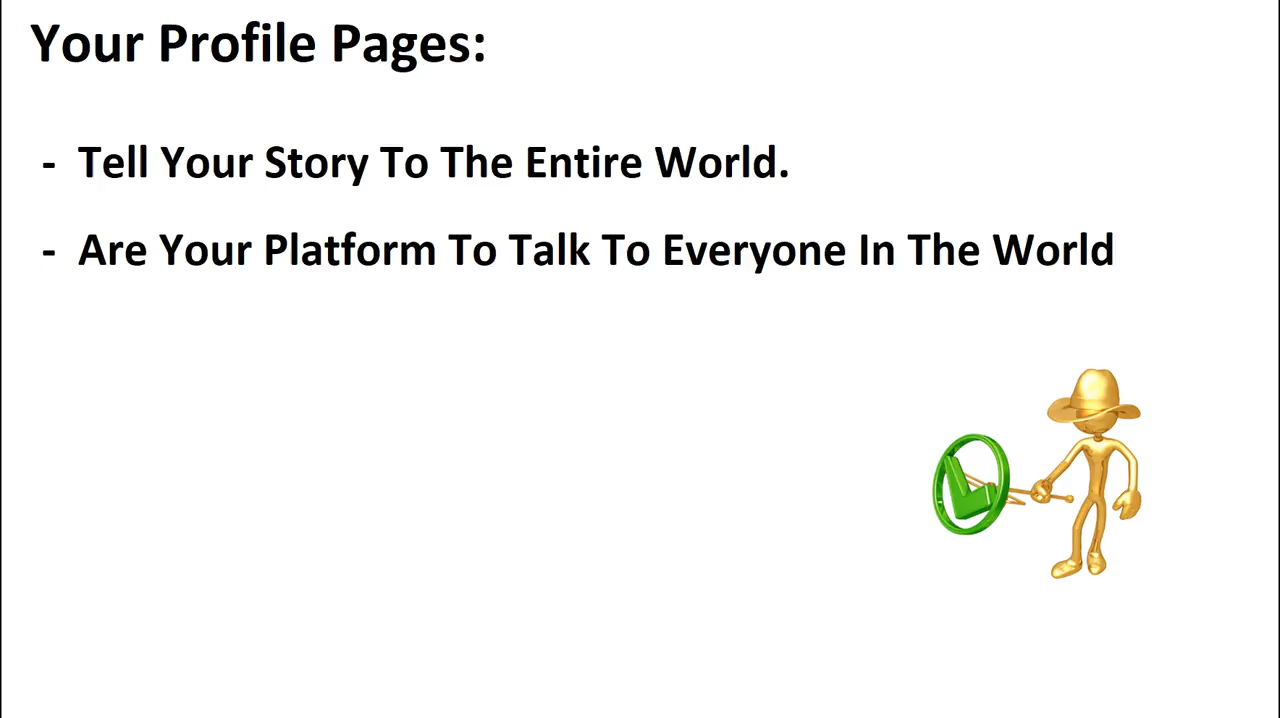 Your Profile Pages:
- Tell Your Story To The Entire World.
- Are Your Platform To Talk To Everyone In The World